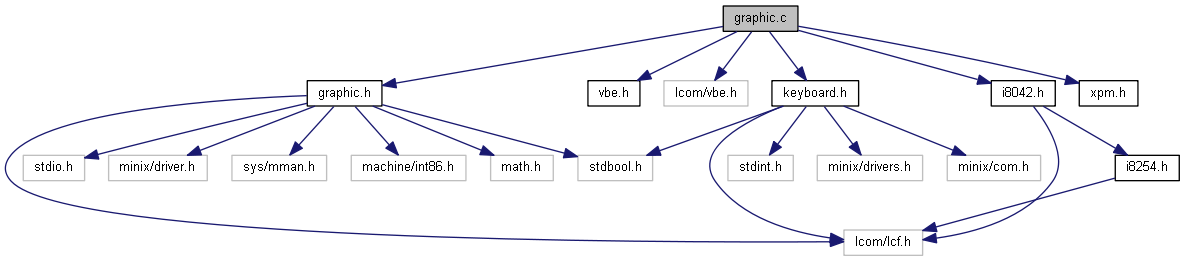 graphic.c
graphic.h
vbe.h
lcom/vbe.h
keyboard.h
i8042.h
xpm.h
stdio.h
minix/driver.h
sys/mman.h
machine/int86.h
math.h
stdbool.h
stdint.h
minix/drivers.h
minix/com.h
i8254.h
lcom/lcf.h